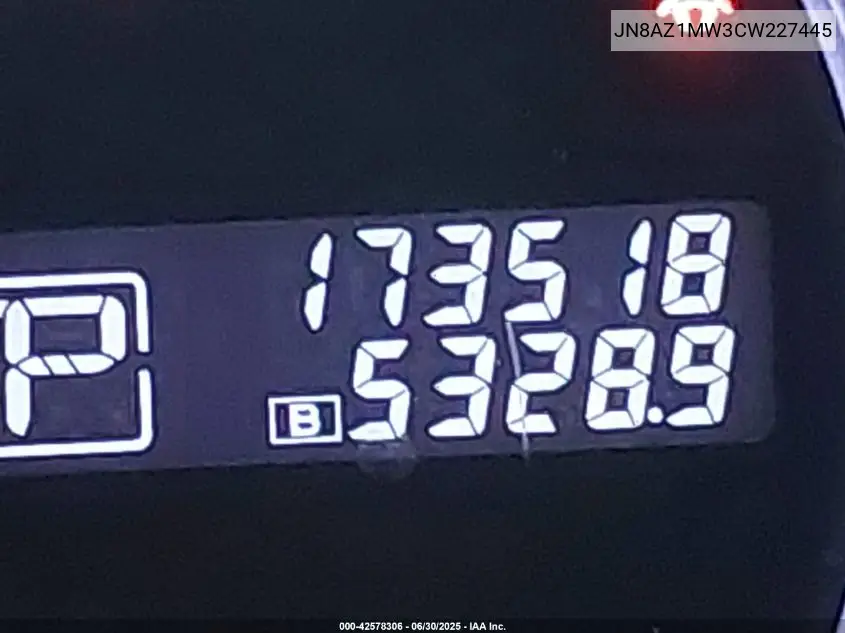 JN8AZ1MW3CW227445
173518
P
B 5328.9
000-42578306 - 06/30/2025 - IAA Inc.